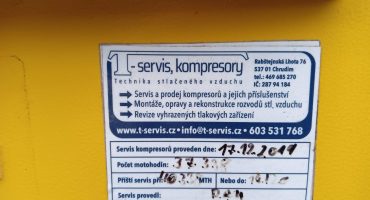 T-servis, kompresory
Technika stlačeného vzduchu
Rabštejnská Lhota 76
537 01 Chrudim
tel.: 469 685 270
IČ: 287 94 184
Servis a prodej kompresorů a jejich příslušenství
Montáže, opravy a rekonstrukce rozvodů stl. vzduchu
Revize vyhrazených tlakových zařízení
www.t-servis.cz • info@t-servis.cz • 603 531 768
Servis kompresorů proveden dne: 17.12.2019
Počet motohodin:
Příští servis při MTH Nebo do:
Servis provedl: